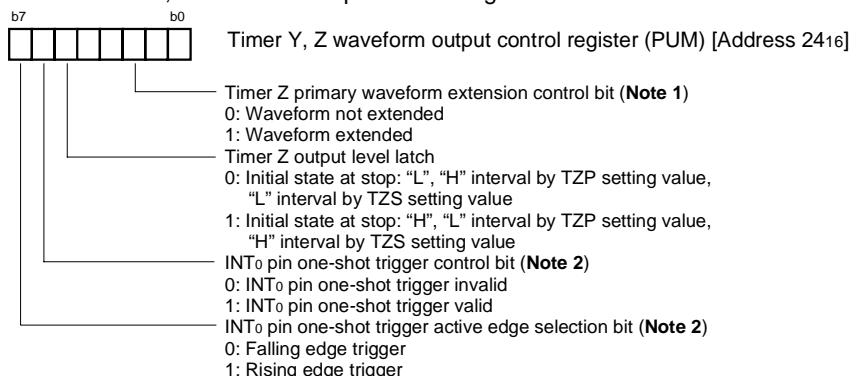 b7 b0
Timer Y, Z waveform output control register (PUM) [Address 2416]
Timer Z primary waveform extension control bit (Note 1)
0: Waveform not extended
1: Waveform extended
Timer Z output level latch
0: Initial state at stop: “L”, “H” interval by TZP setting value,
“L” interval by TZS setting value
1: Initial state at stop: “H”, “L” interval by TZP setting value,
“H” interval by TZS setting value
INT0 pin one-shot trigger control bit (Note 2)
0: INT0 pin one-shot trigger invalid
1: INT0 pin one-shot trigger valid
INT0 pin one-shot trigger active edge selection bit (Note 2)
0: Falling edge trigger
1: Rising edge trigger